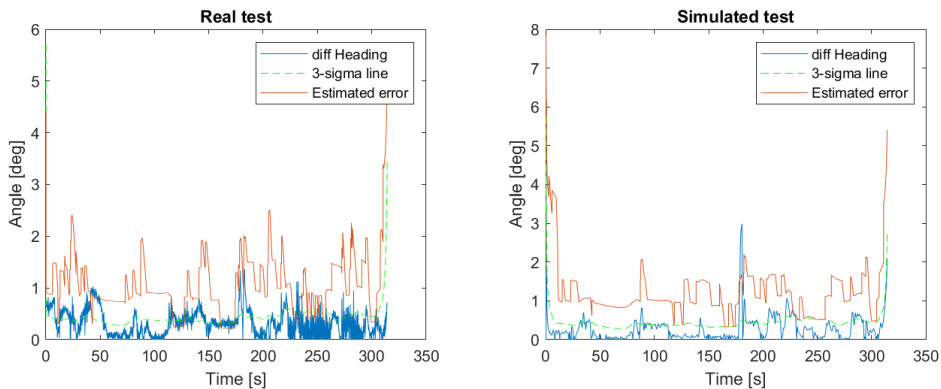 Real test
6
5
4
3
2
1
0
0 50 100 150 200 250 300 350
Angle [deg]
Time [s]
diff Heading
3-sigma line
Estimated error
Simulated test
8
7
6
5
4
3
2
1
0
0 50 100 150 200 250 300 350
Angle [deg]
Time [s]
diff Heading
3-sigma line
Estimated error